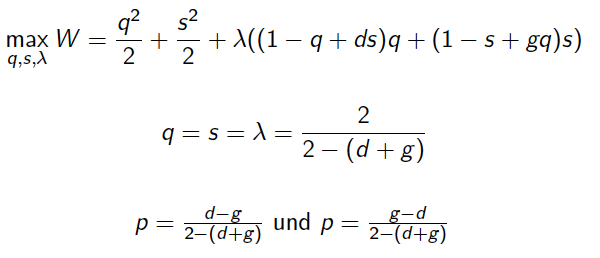 max W = q²/2 + s²/2 + λ((1 − q + ds)q + (1 − s + gq)s)
q,s,λ
q = s = λ = 2/(2 − (d + g))
p = (d−g)/(2−(d+g)) und p = (g−d)/(2−(d+g))